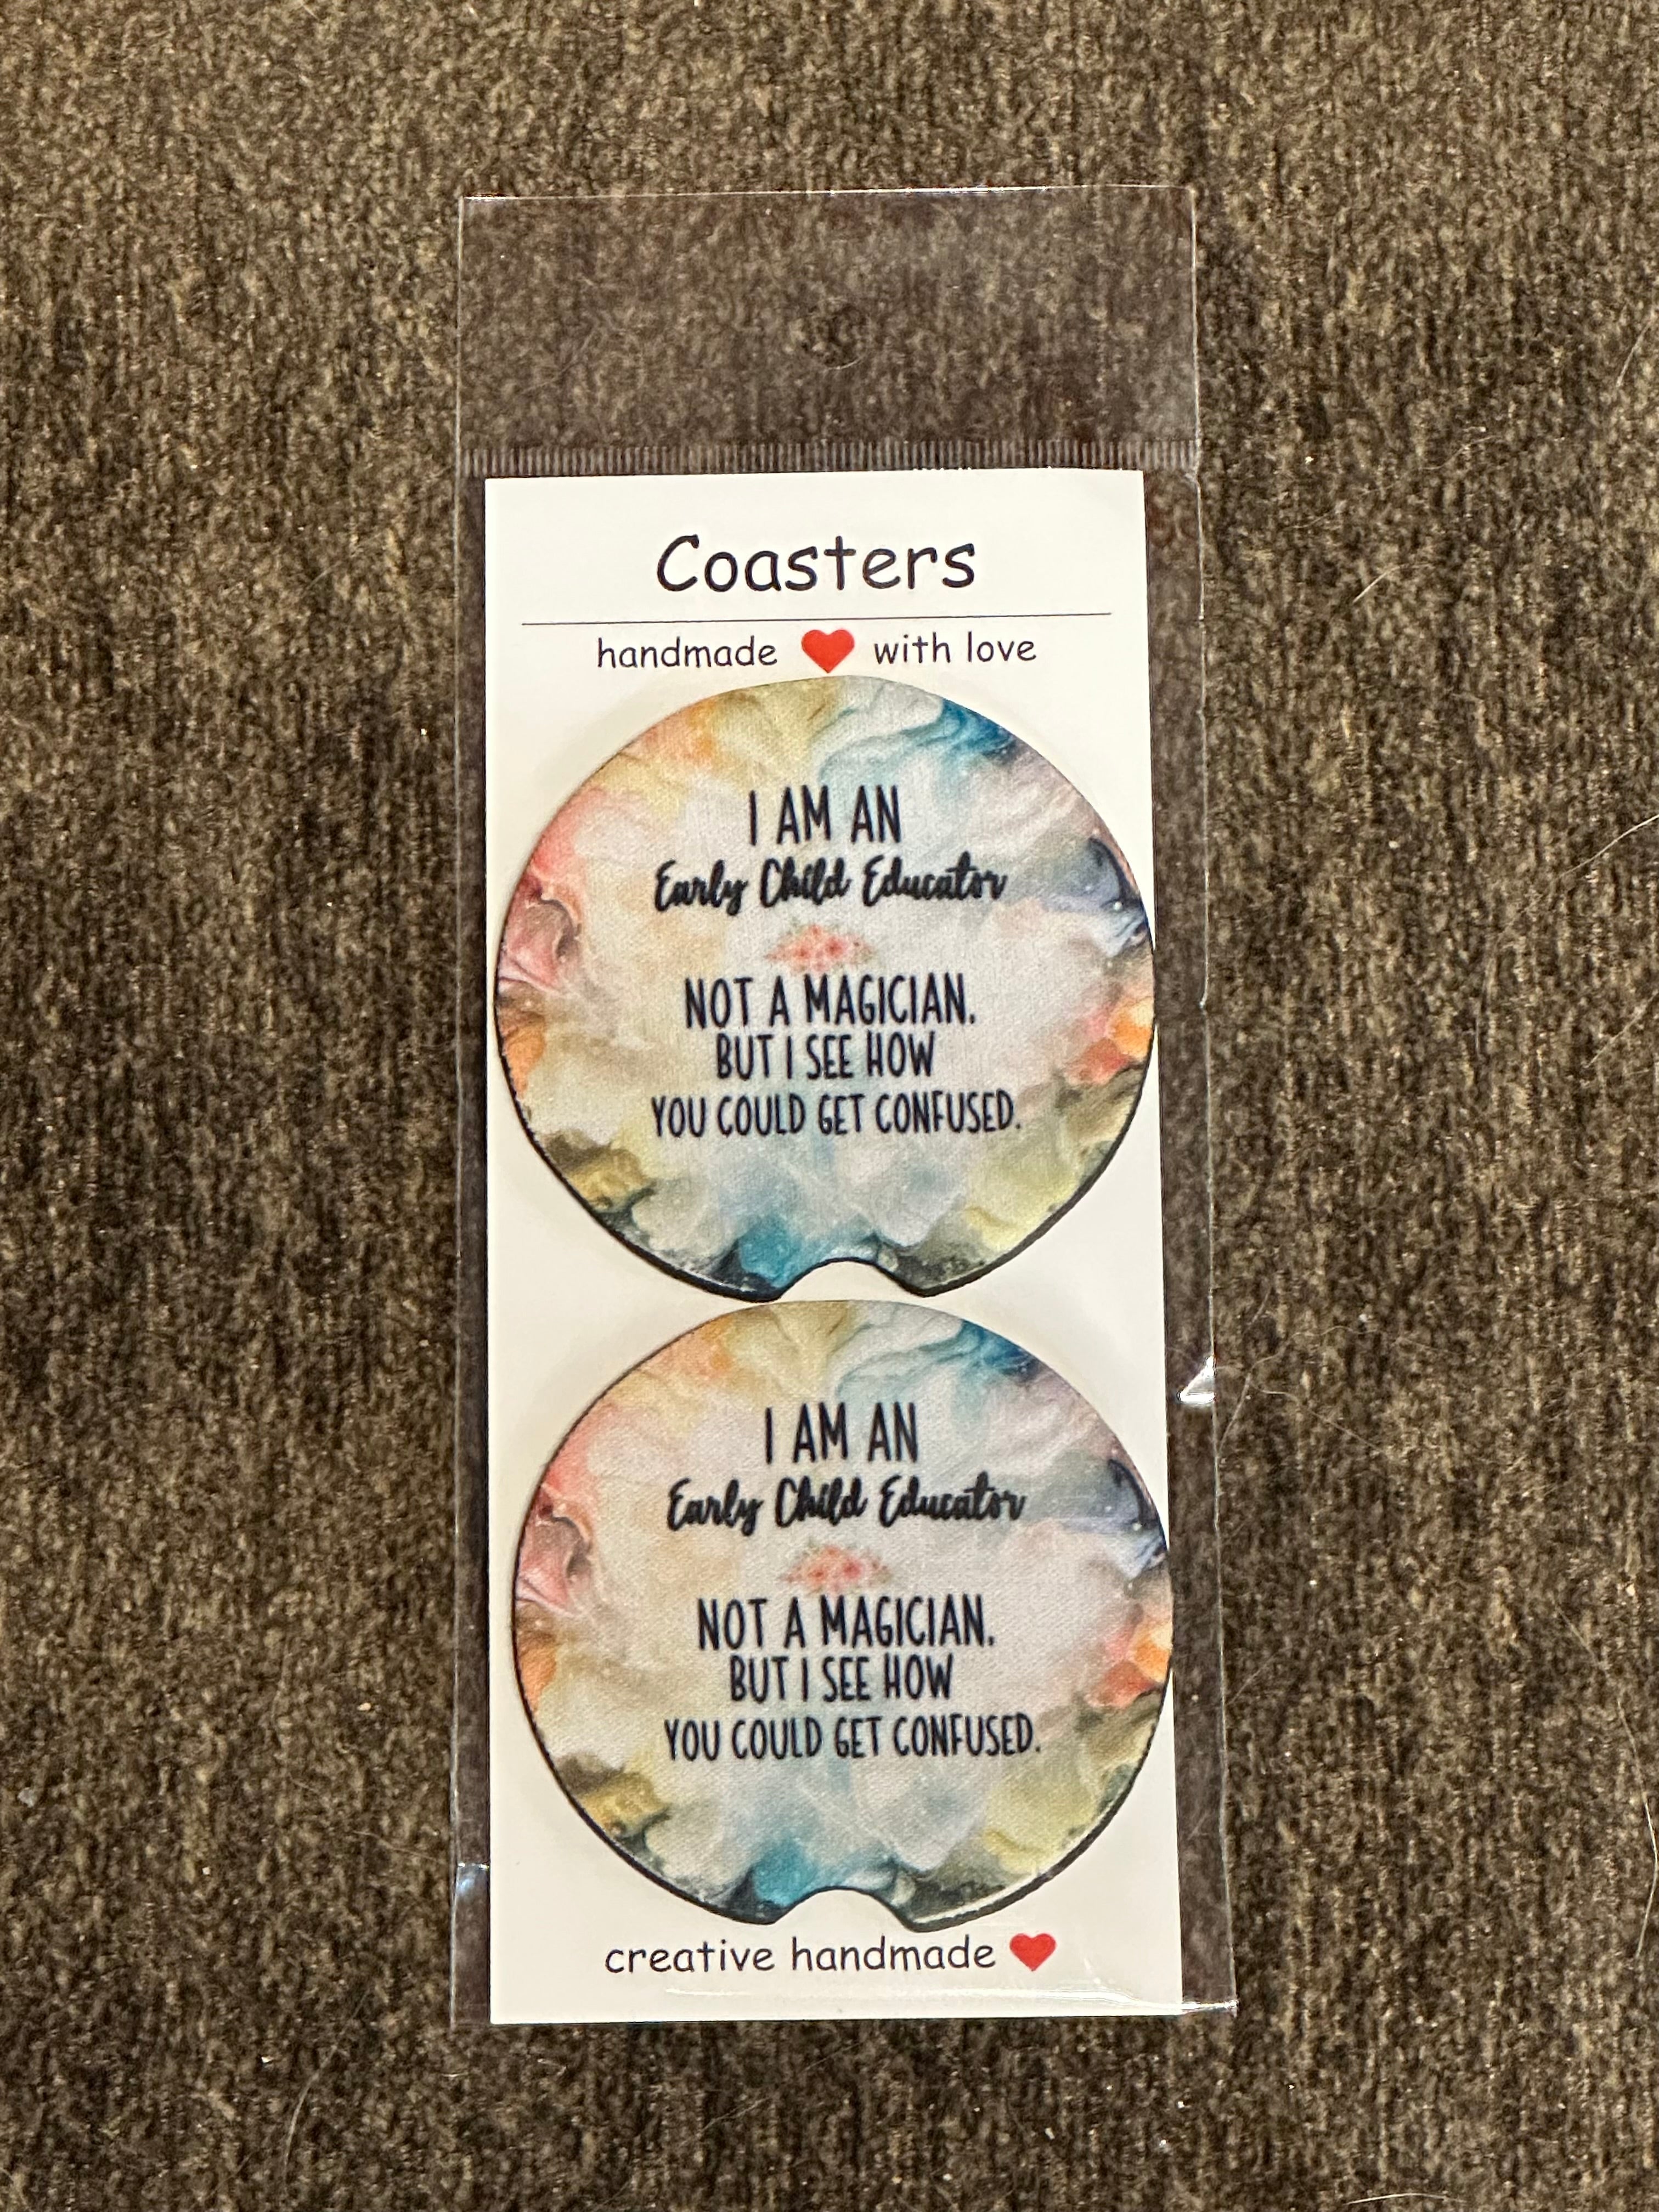 Coasters
handmade with love
I AM AN
Early Child Educator
NOT A MAGICIAN.
BUT I SEE HOW
YOU COULD GET CONFUSED.
I AM AN
Early Child Educator
NOT A MAGICIAN.
BUT I SEE HOW
YOU COULD GET CONFUSED.
creative handmade